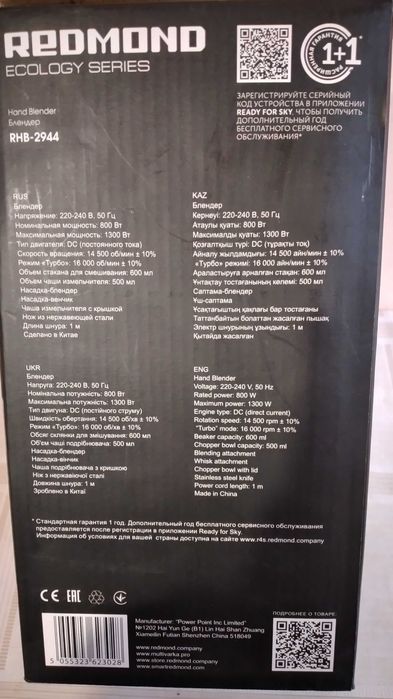 REDMOND
ECOLOGY SERIES
Hand Blender
Блендер
RHB-2944
РАСШИРЕННАЯ ГАРАНТИЯ
1+1*
ЗАРЕГИСТРИРУЙТЕ СЕРИЙНЫЙ
КОД УСТРОЙСТВА В ПРИЛОЖЕНИИ
READY FOR SKY, ЧТОБЫ ПОЛУЧИТЬ
ДОПОЛНИТЕЛЬНЫЙ ГОД
БЕСПЛАТНОГО СЕРВИСНОГО
ОБСЛУЖИВАНИЯ*
RUS
Блендер
Напряжение: 220-240 В, 50 Гц
Номинальная мощность: 800 Вт
Максимальная мощность: 1300 Вт
Тип двигателя: DC (постоянного тока)
Скорость вращения: 14 500 об/min ± 10%
Режим «Турбо»: 16 000 об/min ± 10%
Объем стакана для смешивания: 600 мл
Объем чаши измельчителя: 500 мл
Насадка-блендер
Насадка-венчик
Чаша измельчителя с крышкой
Нож из нержавеющей стали
Длина шнура: 1 м
Сделано в Китае
KAZ
Блендер
Кернеуі: 220-240 В, 50 Гц
Атаулы қуаты: 800 Вт
Максималды қуаты: 1300 Вт
Қозғалтқыш түрі: DC (тұрақты ток)
Айналу жылдамдығы: 14 500 айн/мин ± 10%
«Турбо» режимі: 16 000 айн/мин ± 10%
Араластыруға арналған стақан: 600 мл
Ұнтақтау тостағанының көлемі: 500 мл
Саптама-блендер
Ұш-саптама
Ұсақтағыштың қақпағы бар тостағаны
Таттанбайтын болаттан жасалған пышақ
Электр шнурының ұзындығы: 1 м
Қытайда жасалған
UKR
Блендер
Напруга: 220-240 В, 50 Гц
Номінальна потужність: 800 Вт
Максимальна потужність: 1300 Вт
Тип двигуна: DC (постійного струму)
Швидкість обертання: 14 500 об/хв ± 10%
Режим «Турбо»: 16 000 об/хв ± 10%
Обсяг склянки для змішування: 600 мл
Об'єм чаші подрібнювача: 500 мл
Насадка-блендер
Насадка-вінчик
Чаша подрібнювача з кришкою
Ніж з нержавіючої сталі
Довжина шнура: 1 м
Зроблено в Китаї
ENG
Hand Blender
Voltage: 220-240 V, 50 Hz
Rated power: 800 W
Maximum power: 1300 W
Engine type: DC (direct current)
Rotation speed: 14 500 rpm ± 10%
"Turbo" mode: 16 000 rpm ± 10%
Beaker capacity: 600 ml
Chopper bowl capacity: 500 ml
Blending attachment
Whisk attachment
Chopper bowl with lid
Stainless steel knife
Power cord length: 1 m
Made in China
* Стандартная гарантия 1 год. Дополнительный год бесплатного сервисного обслуживания
предоставляется после регистрации в приложении Ready for Sky.
Информация об условиях для вашей страны доступна на сайте www.r4s.redmond.company
CE EAC
Manufacturer: "Power Point Inc Limited"
№1202 Hai Yun Ge (B1) Lin Hai Shan Zhuang
Xiameilin Futian Shenzhen China 518049
www.redmond.company
www.multivarka.pro
www.store.redmond.company
www.smartredmond.com
ПОДРОБНЕЕ О ТОВАРЕ:
5 055323 623028